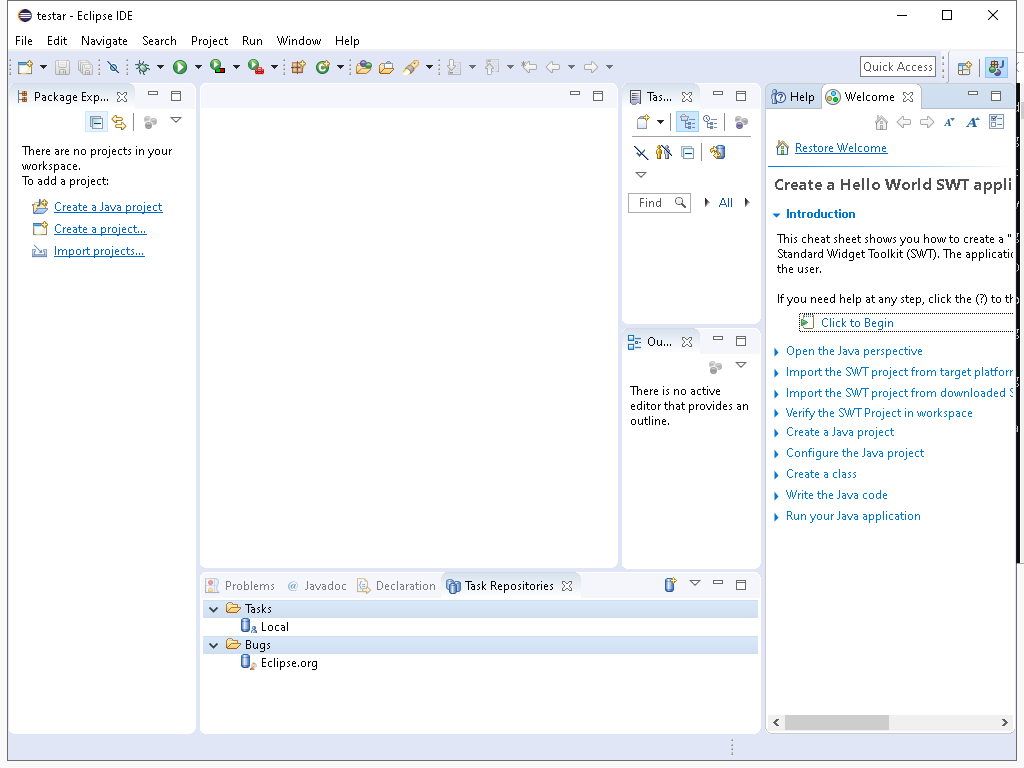 testar - Eclipse IDE
File Edit Navigate Search Project Run Window Help
Quick Access
Package Exp...
There are no projects in your
workspace.
To add a project:
Create a Java project
Create a project...
Import projects...
Tas...
Find
All
Ou...
There is no active
editor that provides an
outline.
Help
Welcome
Restore Welcome
Create a Hello World SWT appli
Introduction
This cheat sheet shows you how to create a "
Standard Widget Toolkit (SWT). The applicatic
the user.
If you need help at any step, click the (?) to th
Click to Begin
Open the Java perspective
Import the SWT project from target platforr
Import the SWT project from downloaded S
Verify the SWT Project in workspace
Create a Java project
Configure the Java project
Create a class
Write the Java code
Run your Java application
Problems @ Javadoc Declaration Task Repositories
Tasks
Local
Bugs
Eclipse.org